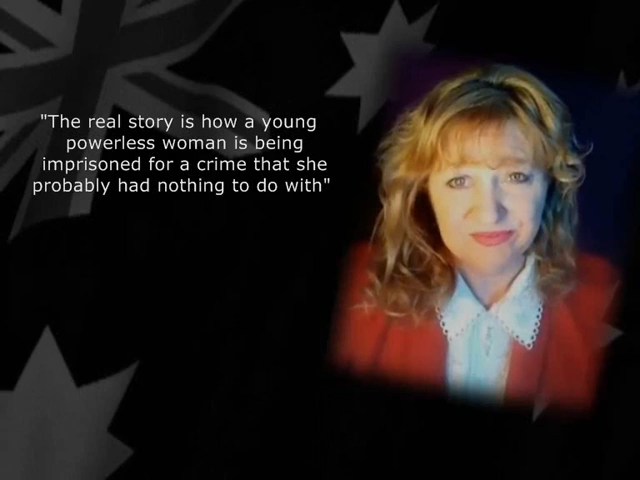 "The real story is how a young
powerless woman is being
imprisoned for a crime that she
probably had nothing to do with"